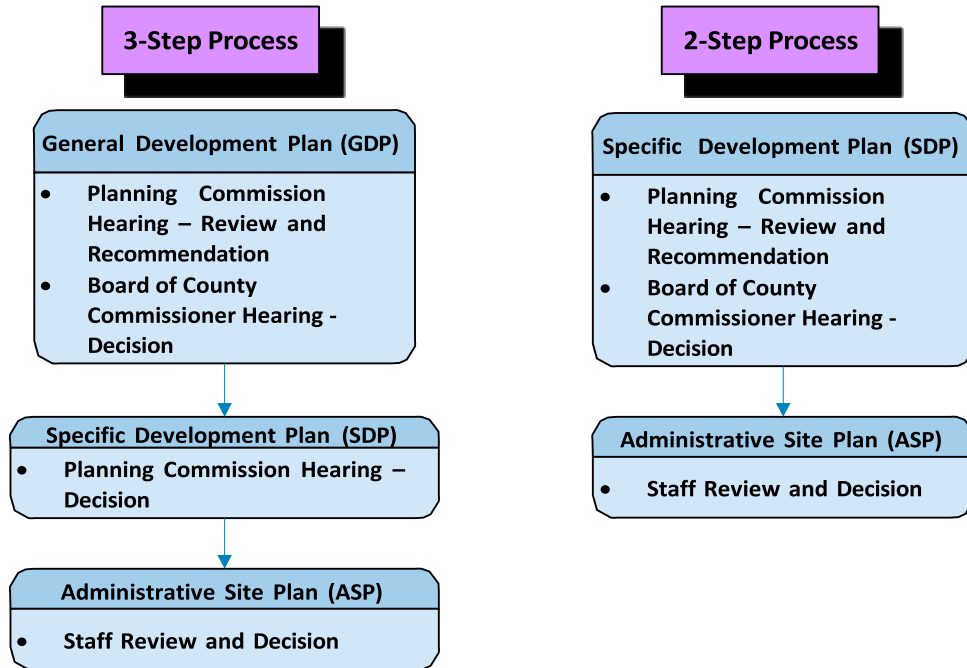 3-Step Process
General Development Plan (GDP)
• Planning Commission
Hearing – Review and
Recommendation
• Board of County
Commissioner Hearing -
Decision
Specific Development Plan (SDP)
• Planning Commission Hearing –
Decision
Administrative Site Plan (ASP)
• Staff Review and Decision
2-Step Process
Specific Development Plan (SDP)
• Planning Commission
Hearing – Review and
Recommendation
• Board of County
Commissioner Hearing -
Decision
Administrative Site Plan (ASP)
• Staff Review and Decision